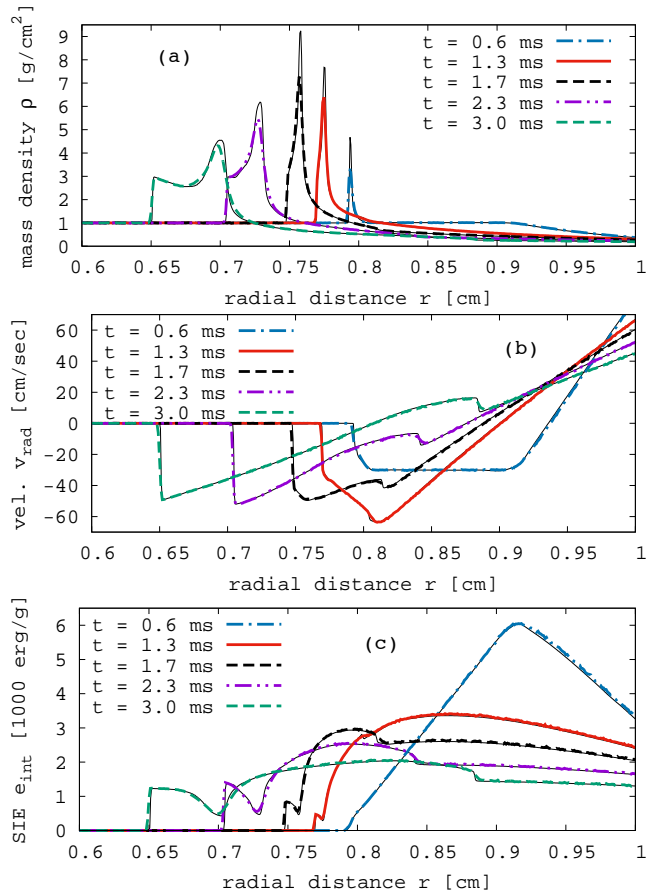 mass density ρ [g/cm²]
9
8
7
6
5
4
3
2
1
0
(a)
t = 0.6 ms
t = 1.3 ms
t = 1.7 ms
t = 2.3 ms
t = 3.0 ms
0.6 0.65 0.7 0.75 0.8 0.85 0.9 0.95 1
radial distance r [cm]
vel. v_rad [cm/sec]
60
40
20
0
-20
-40
-60
t = 0.6 ms
t = 1.3 ms
t = 1.7 ms
t = 2.3 ms
t = 3.0 ms
(b)
0.6 0.65 0.7 0.75 0.8 0.85 0.9 0.95 1
radial distance r [cm]
SIE e_int [1000 erg/g]
6
5
4
3
2
1
0
t = 0.6 ms
t = 1.3 ms
t = 1.7 ms
t = 2.3 ms
t = 3.0 ms
(c)
0.6 0.65 0.7 0.75 0.8 0.85 0.9 0.95 1
radial distance r [cm]